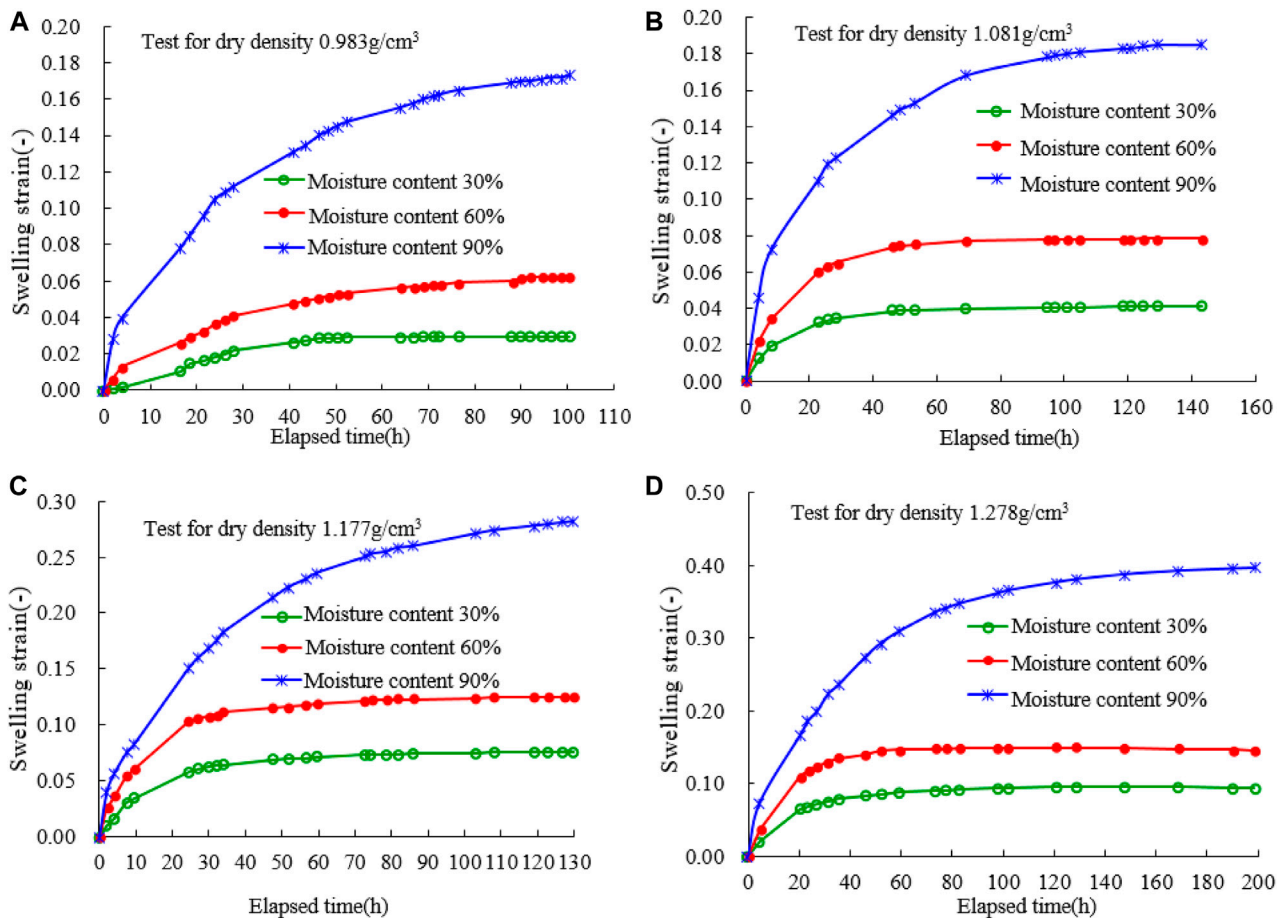 A
Test for dry density 0.983g/cm³
Swelling strain(-)
0.20
0.18
0.16
0.14
0.12
0.10
0.08
0.06
0.04
0.02
0.00
Moisture content 30%
Moisture content 60%
Moisture content 90%
0 10 20 30 40 50 60 70 80 90 100 110
Elapsed time(h)
B
Test for dry density 1.081g/cm³
Swelling strain(-)
0.20
0.18
0.16
0.14
0.12
0.10
0.08
0.06
0.04
0.02
0.00
Moisture content 30%
Moisture content 60%
Moisture content 90%
0 20 40 60 80 100 120 140 160
Elapsed time(h)
C
Test for dry density 1.177g/cm³
Swelling strain(-)
0.30
0.25
0.20
0.15
0.10
0.05
0.00
Moisture content 30%
Moisture content 60%
Moisture content 90%
0 10 20 30 40 50 60 70 80 90 100 110 120 130
Elapsed time(h)
D
Test for dry density 1.278g/cm³
Swelling strain(-)
0.50
0.40
0.30
0.20
0.10
0.00
Moisture content 30%
Moisture content 60%
Moisture content 90%
0 20 40 60 80 100 120 140 160 180 200
Elapsed time(h)